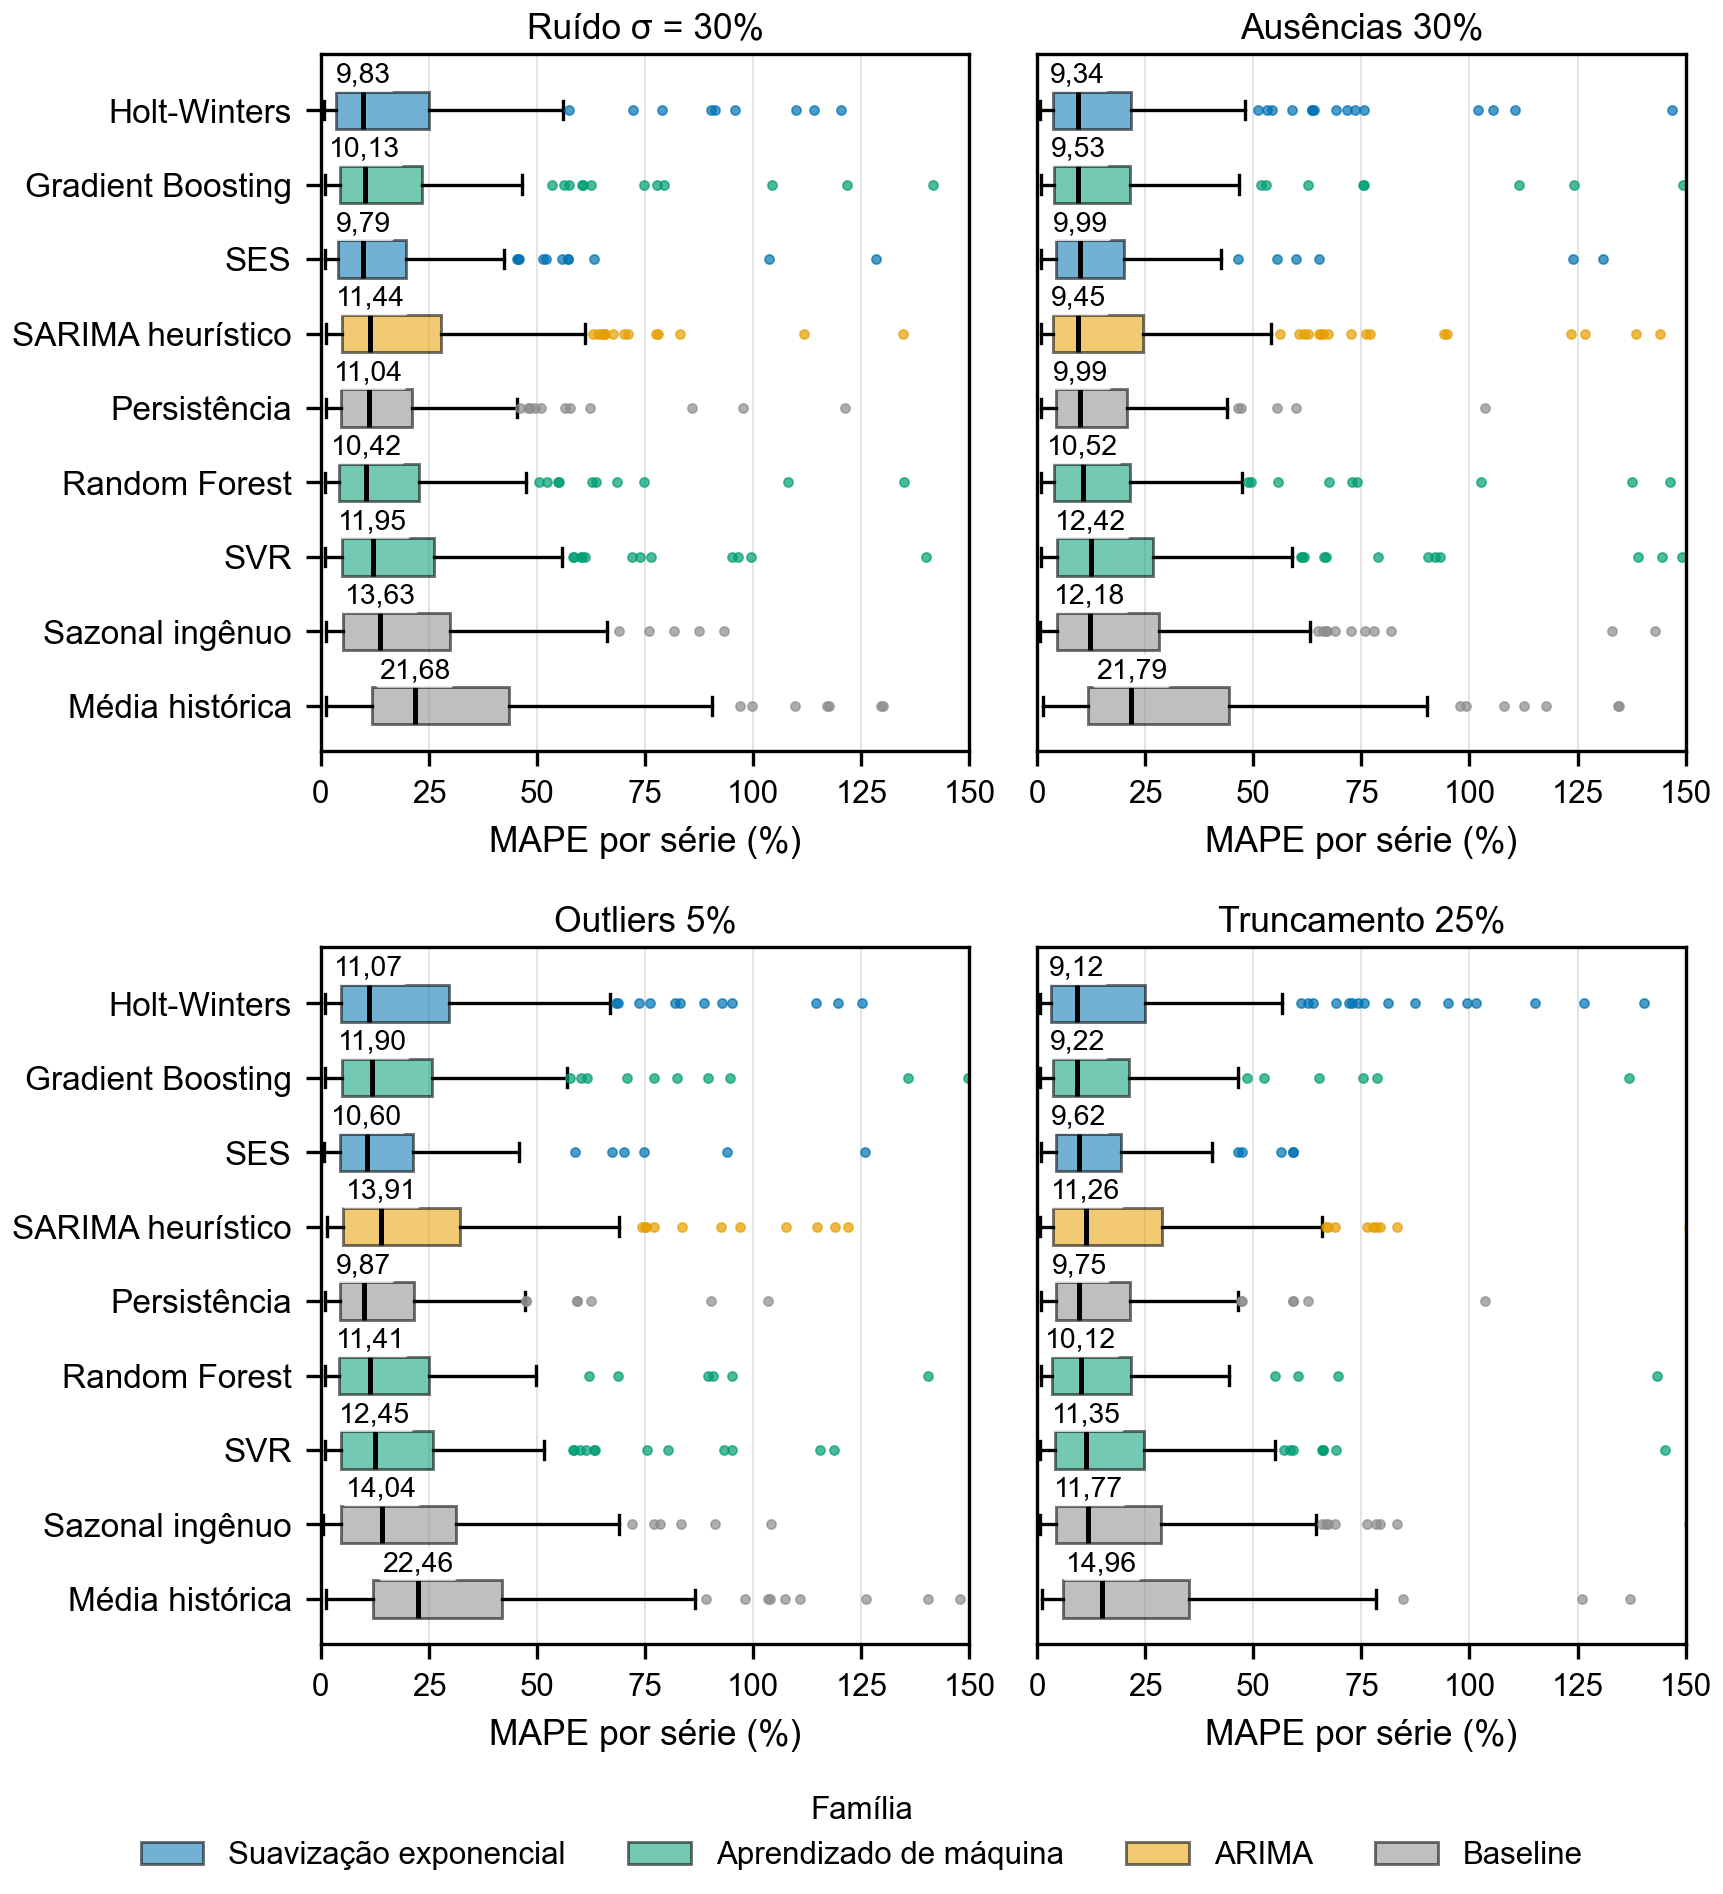 Ruído σ = 30%
9,83
Holt-Winters
10,13
Gradient Boosting
9,79
SES
11,44
SARIMA heurístico
11,04
Persistência
10,42
Random Forest
11,95
SVR
13,63
Sazonal ingênuo
21,68
Média histórica
0 25 50 75 100 125 150
MAPE por série (%)
Ausências 30%
9,34
9,53
9,99
9,45
9,99
10,52
12,42
12,18
21,79
0 25 50 75 100 125 150
MAPE por série (%)
Outliers 5%
11,07
Holt-Winters
11,90
Gradient Boosting
10,60
SES
13,91
SARIMA heurístico
9,87
Persistência
11,41
Random Forest
12,45
SVR
14,04
Sazonal ingênuo
22,46
Média histórica
0 25 50 75 100 125 150
MAPE por série (%)
Truncamento 25%
9,12
9,22
9,62
11,26
9,75
10,12
11,35
11,77
14,96
0 25 50 75 100 125 150
MAPE por série (%)
Família
Suavização exponencial Aprendizado de máquina ARIMA Baseline